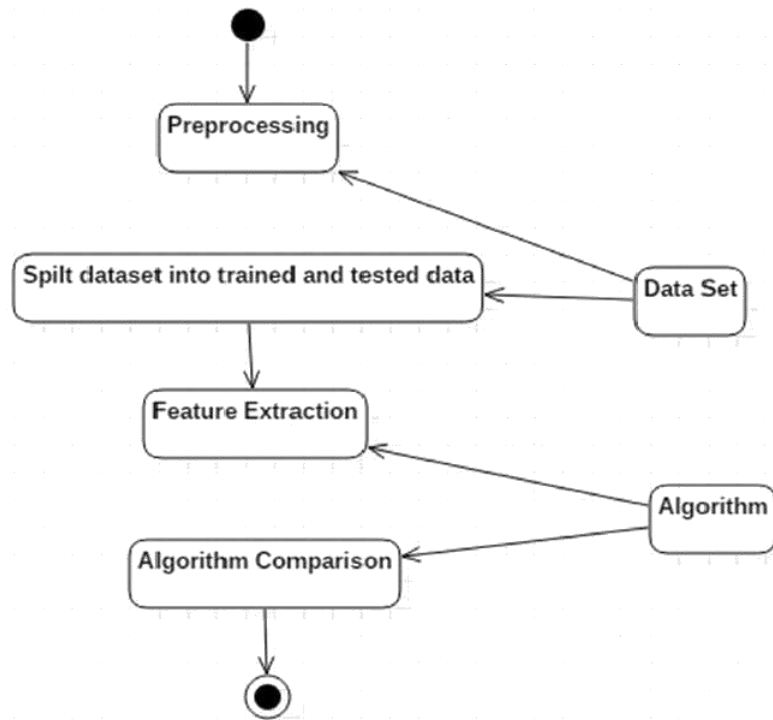 Preprocessing
Spilt dataset into trained and tested data
Data Set
Feature Extraction
Algorithm
Algorithm Comparison